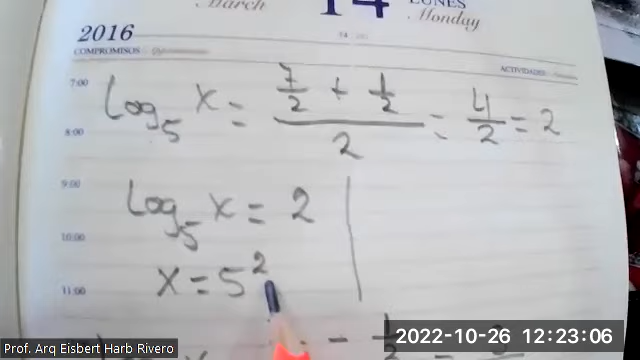 March 14 LUNES
Monday
2016
COMPROMISOS
ACTIVIDADES
7:00
log₅ x = (7/2 + 1/2) / 2 = 4/2 = 2
8:00
9:00
log₅ x = 2
10:00
x = 5²
11:00
- 1/2 =
Prof. Arq Eisbert Harb Rivero
2022-10-26 12:23:06